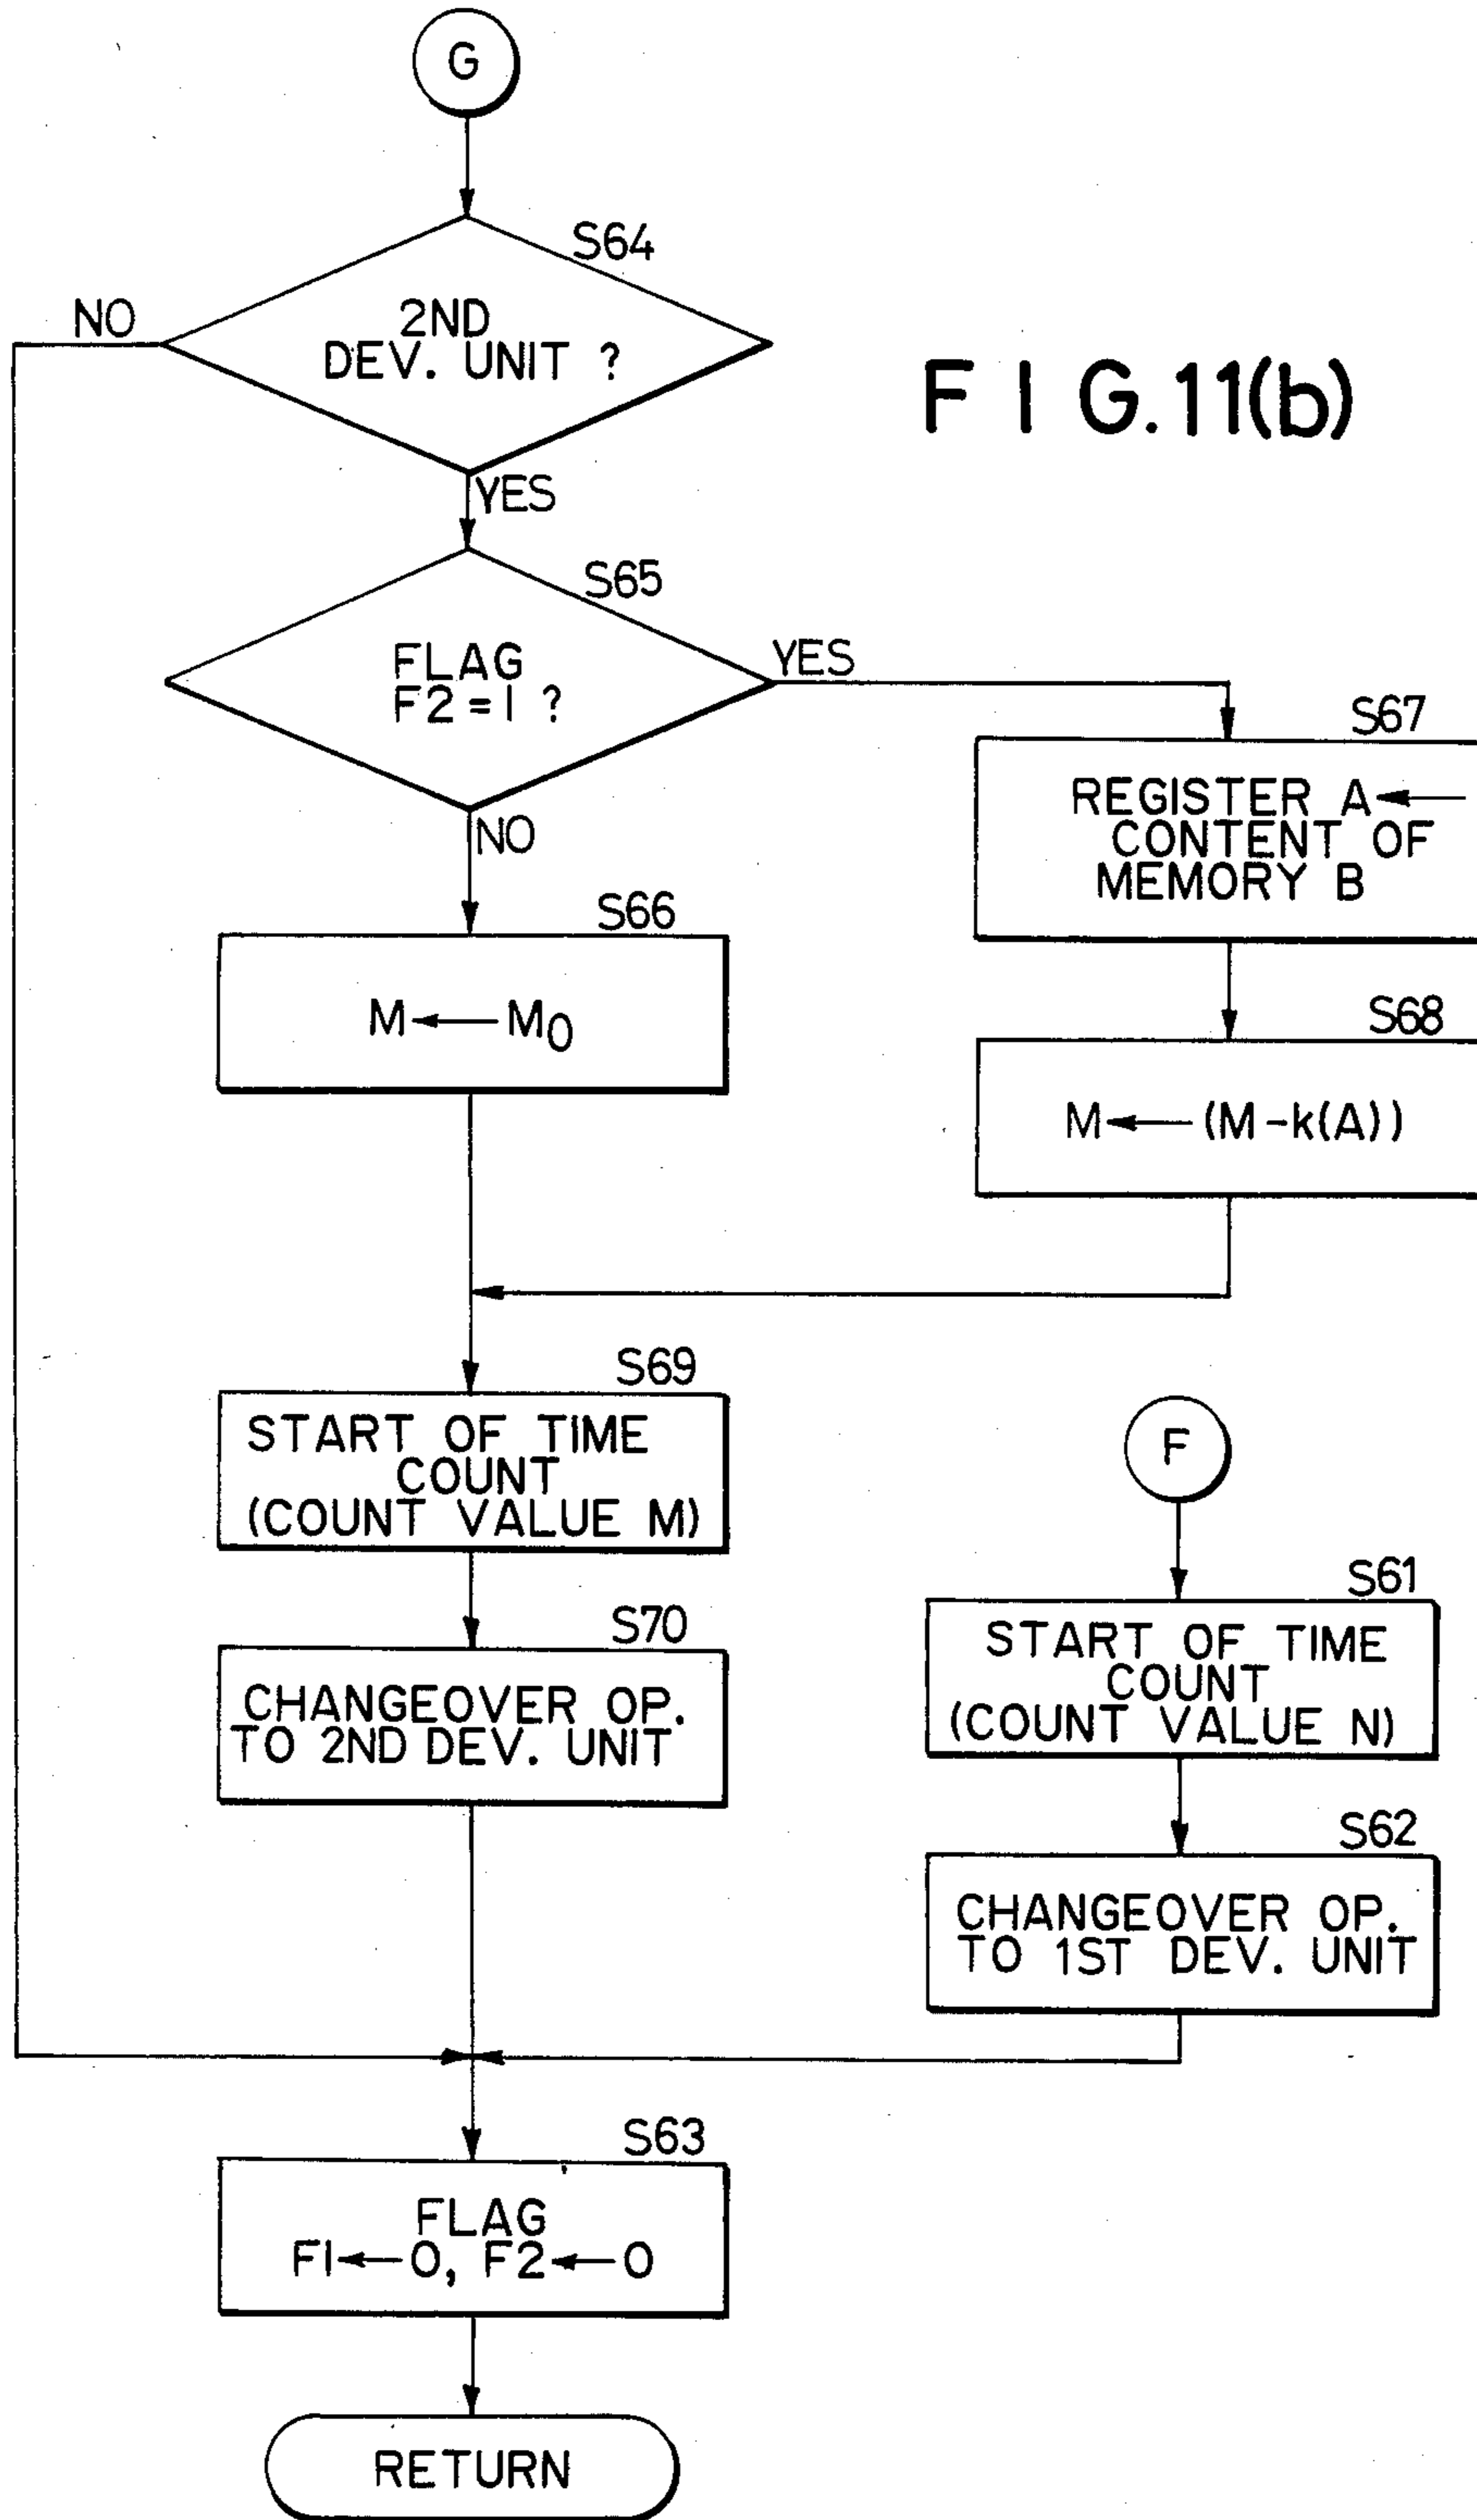 G
S64
NO
2ND
DEV. UNIT ?
FIG.11(b)
YES
S65
FLAG
F2=1 ?
YES
S67
REGISTER A←
CONTENT OF
MEMORY B
NO
S66
M←M0
S68
M←(M-k(A))
S69
START OF TIME
COUNT
(COUNT VALUE M)
F
S61
START OF TIME
COUNT
(COUNT VALUE N)
S70
CHANGEOVER OP.
TO 2ND DEV. UNIT
S62
CHANGEOVER OP.
TO 1ST DEV. UNIT
S63
FLAG
F1←0, F2←0
RETURN